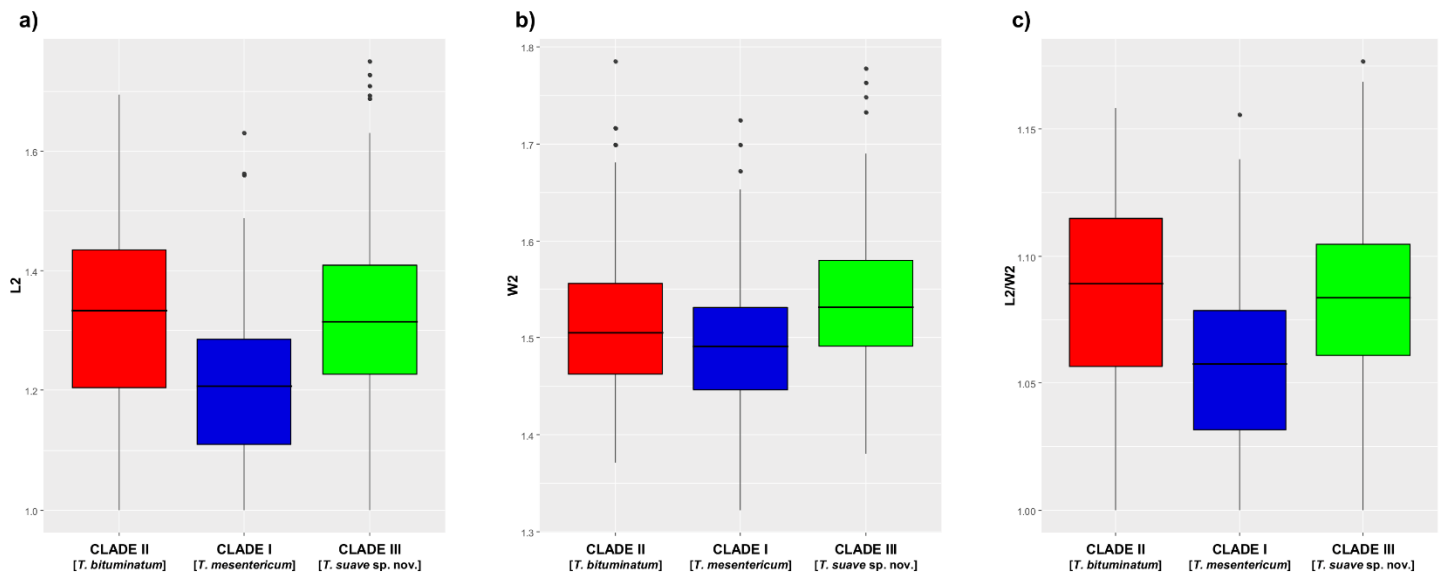 a)
L2
1.6
1.4
1.2
1.0
CLADE II
[T. bituminatum]
CLADE I
[T. mesentericum]
CLADE III
[T. suave sp. nov.]
b)
W2
1.8
1.7
1.6
1.5
1.4
1.3
CLADE II
[T. bituminatum]
CLADE I
[T. mesentericum]
CLADE III
[T. suave sp. nov.]
c)
L2/W2
1.15
1.10
1.05
1.00
CLADE II
[T. bituminatum]
CLADE I
[T. mesentericum]
CLADE III
[T. suave sp. nov.]